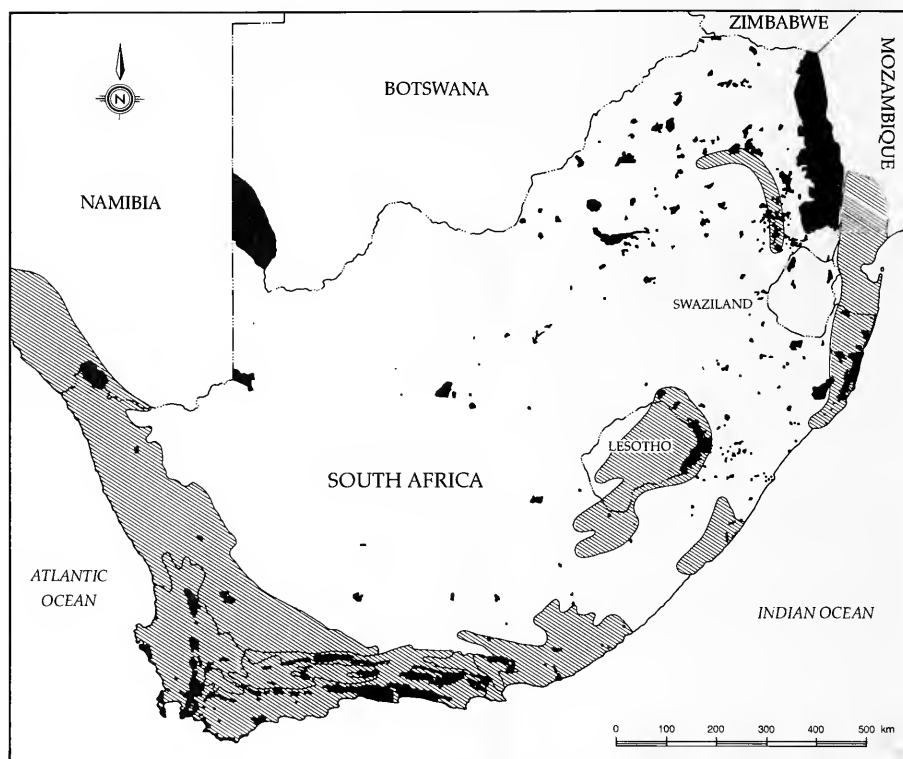 ZIMBABWE
MOZAMBIQUE
N
BOTSWANA
NAMIBIA
SWAZILAND
LESOTHO
SOUTH AFRICA
ATLANTIC
OCEAN
INDIAN OCEAN
0 100 200 300 400 500 km